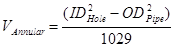 V_Annular = (ID²_Hole − OD²_Pipe) / 1029